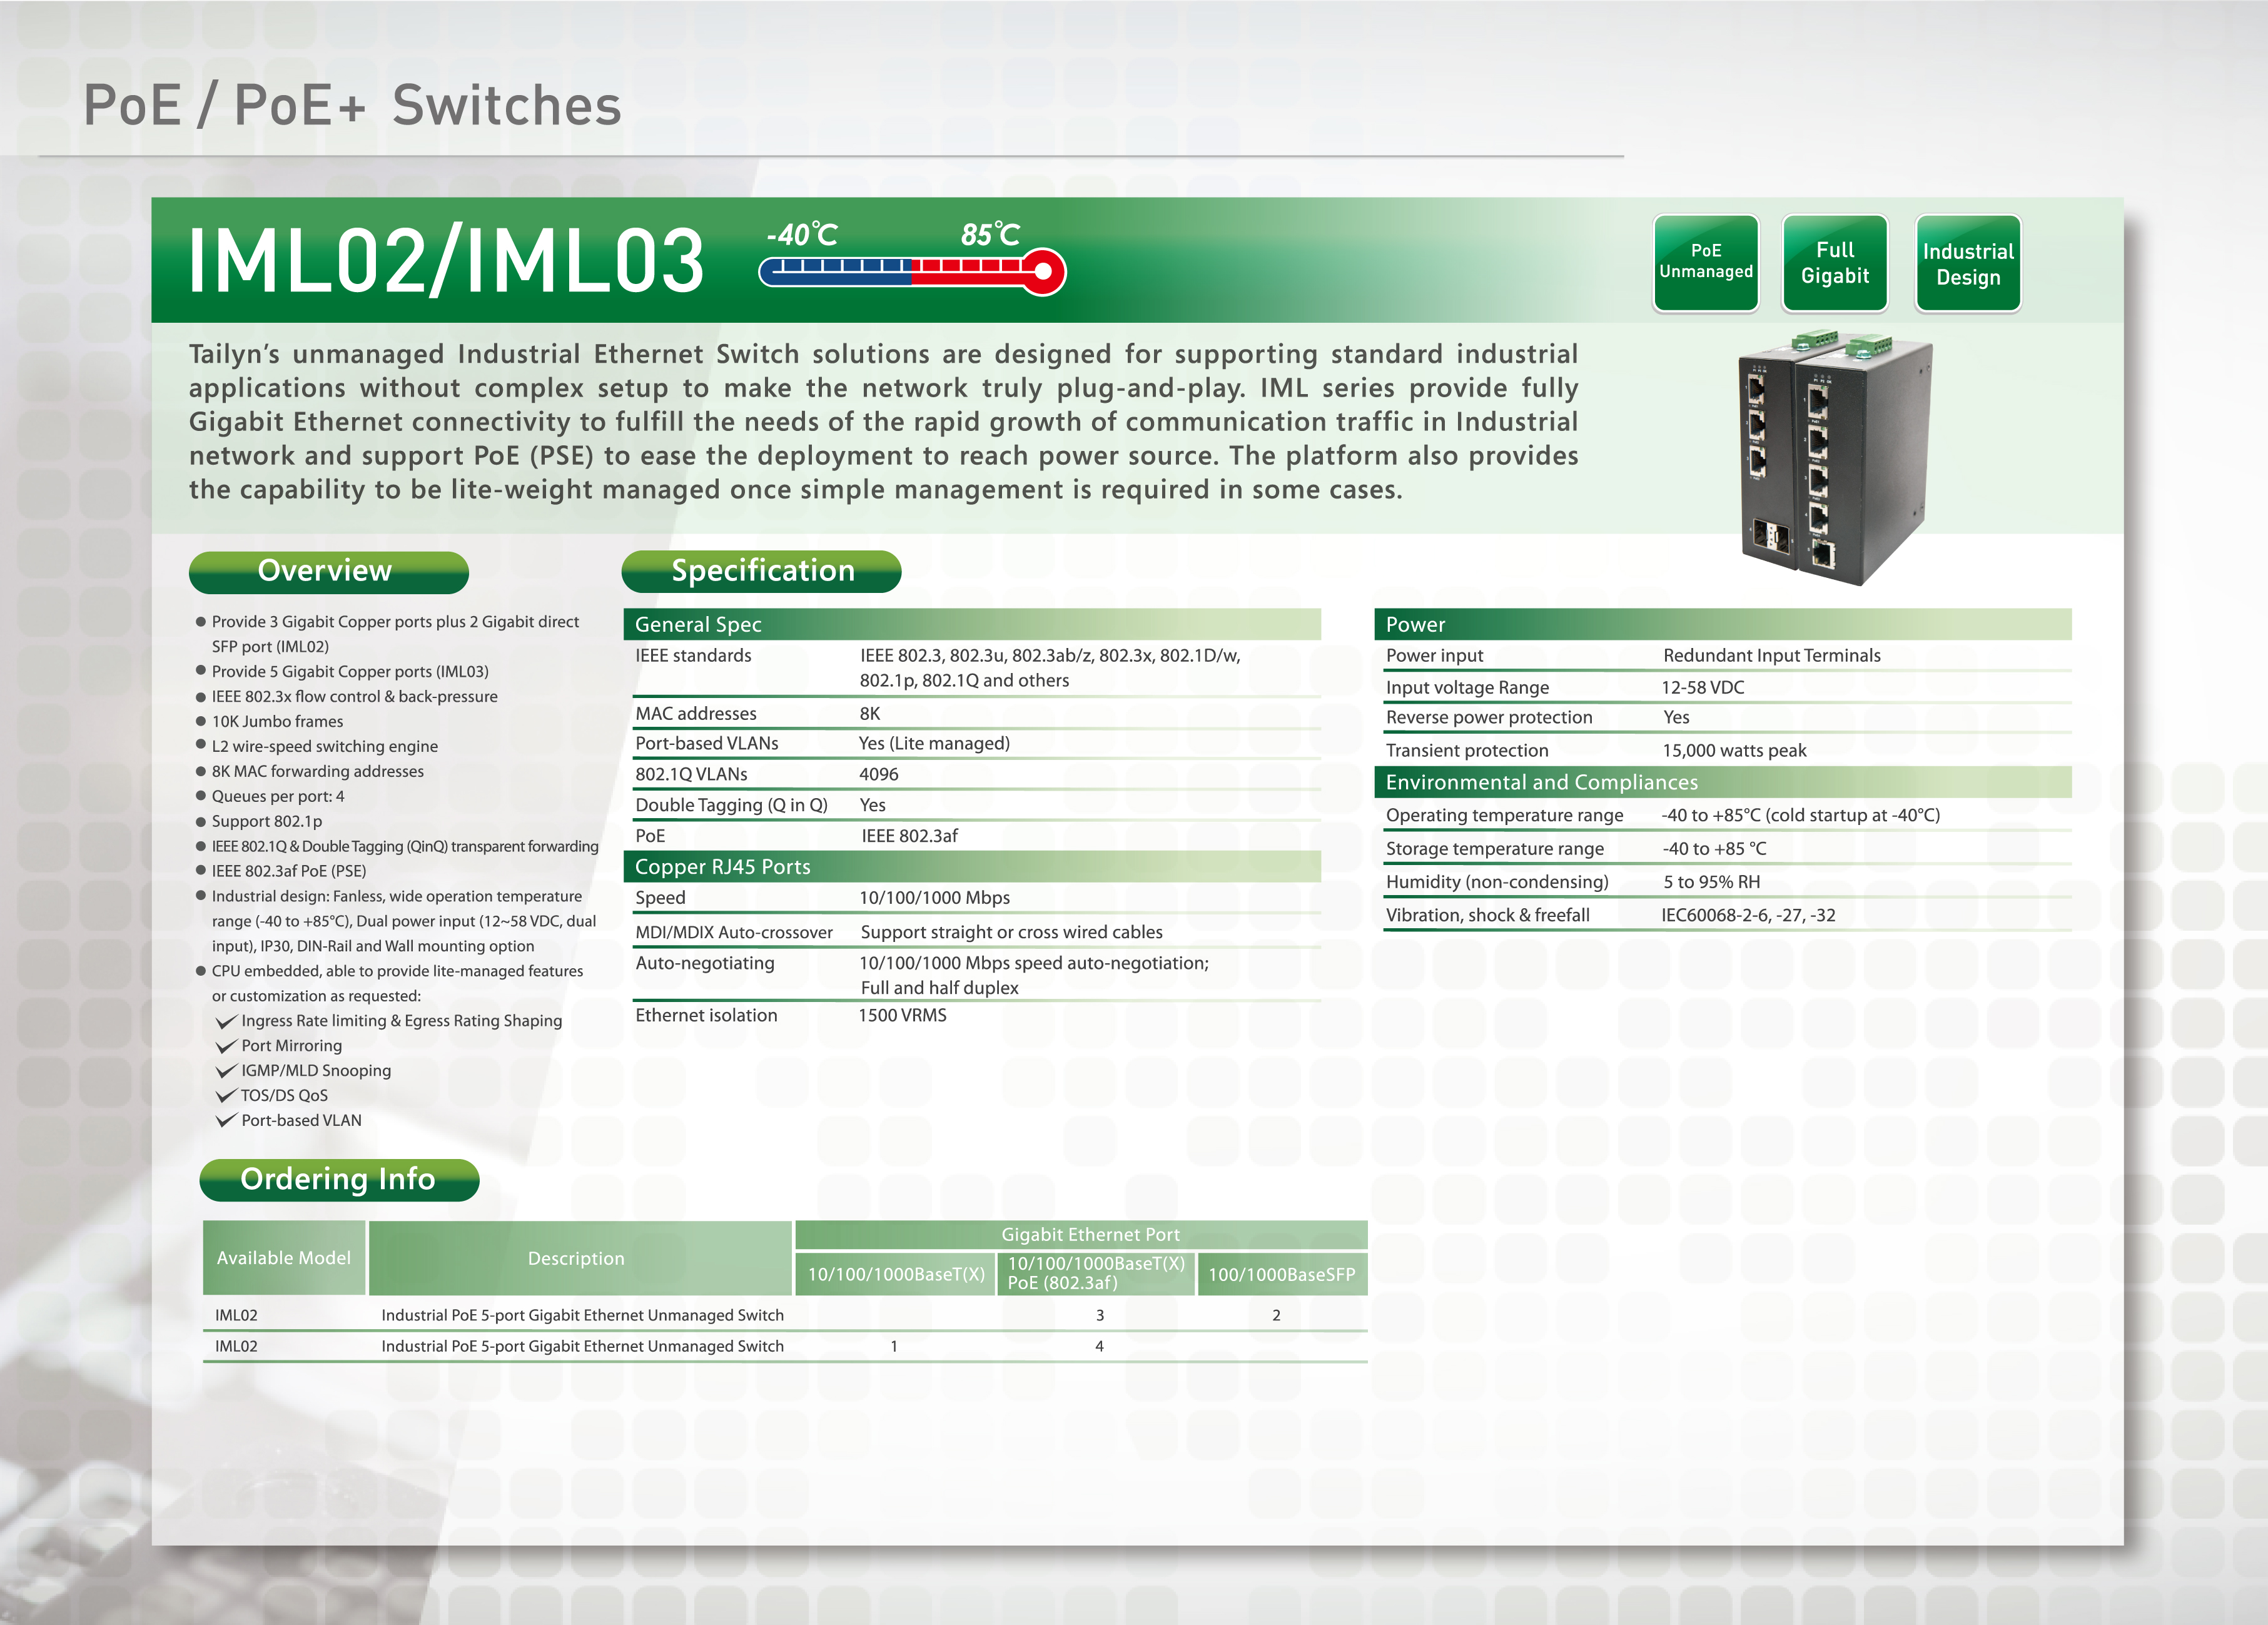 PoE / PoE+ Switches
IML02/IML03
-40℃ 85℃
PoE
Unmanaged
Full
Gigabit
Industrial
Design
Tailyn’s unmanaged Industrial Ethernet Switch solutions are designed for supporting standard industrial
applications without complex setup to make the network truly plug-and-play. IML series provide fully
Gigabit Ethernet connectivity to fulfill the needs of the rapid growth of communication traffic in Industrial
network and support PoE (PSE) to ease the deployment to reach power source. The platform also provides
the capability to be lite-weight managed once simple management is required in some cases.
Overview
● Provide 3 Gigabit Copper ports plus 2 Gigabit direct
SFP port (IML02)
● Provide 5 Gigabit Copper ports (IML03)
● IEEE 802.3x flow control & back-pressure
● 10K Jumbo frames
● L2 wire-speed switching engine
● 8K MAC forwarding addresses
● Queues per port: 4
● Support 802.1p
● IEEE 802.1Q & Double Tagging (QinQ) transparent forwarding
● IEEE 802.3af PoE (PSE)
● Industrial design: Fanless, wide operation temperature
range (-40 to +85°C), Dual power input (12~58 VDC, dual
input), IP30, DIN-Rail and Wall mounting option
● CPU embedded, able to provide lite-managed features
or customization as requested:
✓ Ingress Rate limiting & Egress Rating Shaping
✓ Port Mirroring
✓ IGMP/MLD Snooping
✓ TOS/DS QoS
✓ Port-based VLAN
Specification
General Spec
IEEE standards IEEE 802.3, 802.3u, 802.3ab/z, 802.3x, 802.1D/w,
802.1p, 802.1Q and others
MAC addresses 8K
Port-based VLANs Yes (Lite managed)
802.1Q VLANs 4096
Double Tagging (Q in Q) Yes
PoE IEEE 802.3af
Copper RJ45 Ports
Speed 10/100/1000 Mbps
MDI/MDIX Auto-crossover Support straight or cross wired cables
Auto-negotiating 10/100/1000 Mbps speed auto-negotiation;
Full and half duplex
Ethernet isolation 1500 VRMS
Power
Power input Redundant Input Terminals
Input voltage Range 12-58 VDC
Reverse power protection Yes
Transient protection 15,000 watts peak
Environmental and Compliances
Operating temperature range -40 to +85°C (cold startup at -40°C)
Storage temperature range -40 to +85 °C
Humidity (non-condensing) 5 to 95% RH
Vibration, shock & freefall IEC60068-2-6, -27, -32
Ordering Info
Available Model Description Gigabit Ethernet Port
10/100/1000BaseT(X) 10/100/1000BaseT(X) 100/1000BaseSFP
PoE (802.3af)
IML02 Industrial PoE 5-port Gigabit Ethernet Unmanaged Switch 3 2
IML02 Industrial PoE 5-port Gigabit Ethernet Unmanaged Switch 1 4